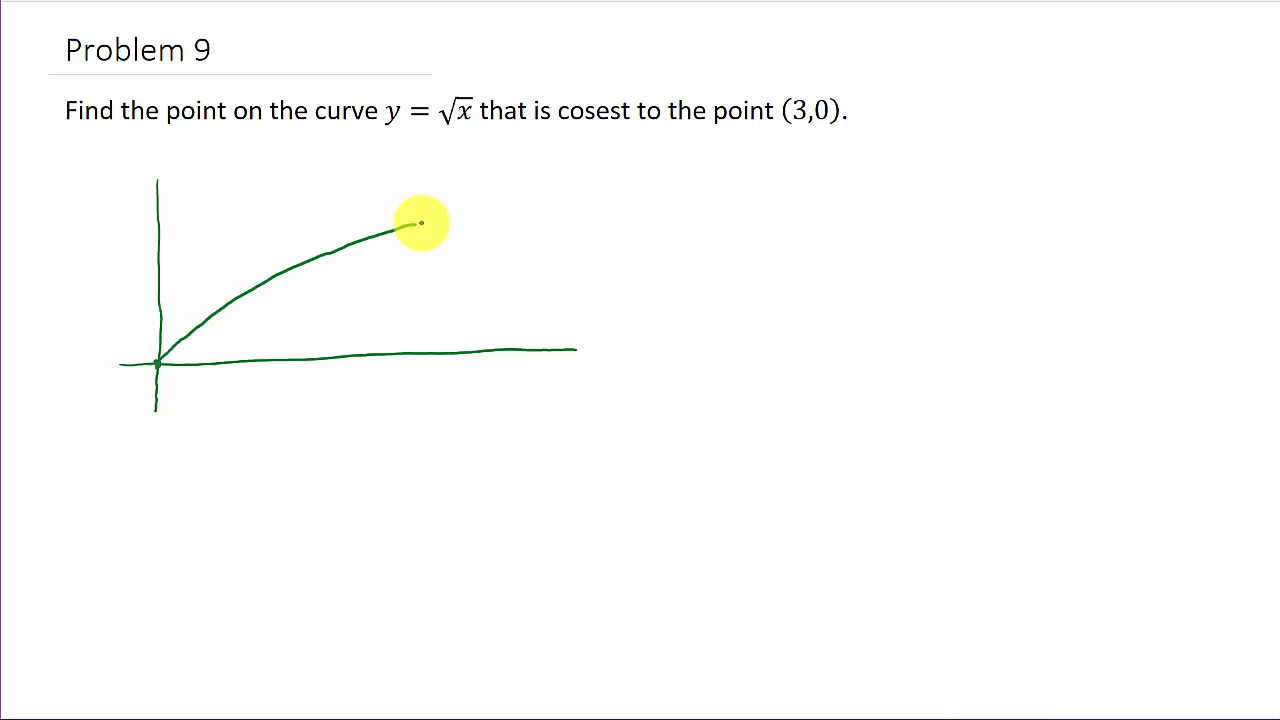 Problem 9
Find the point on the curve y = √x that is cosest to the point (3,0).